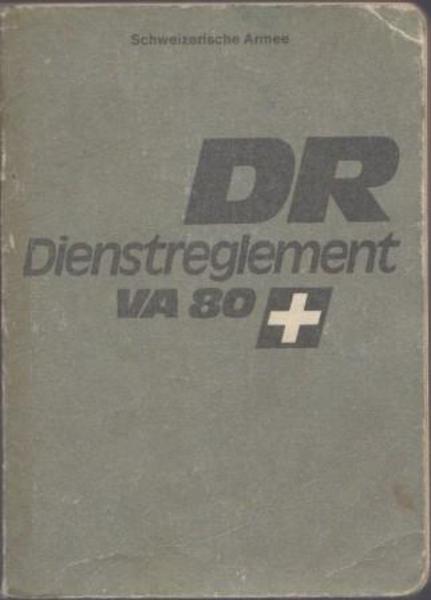 Schweizerische Armee
DR
Dienstreglement
VA 80